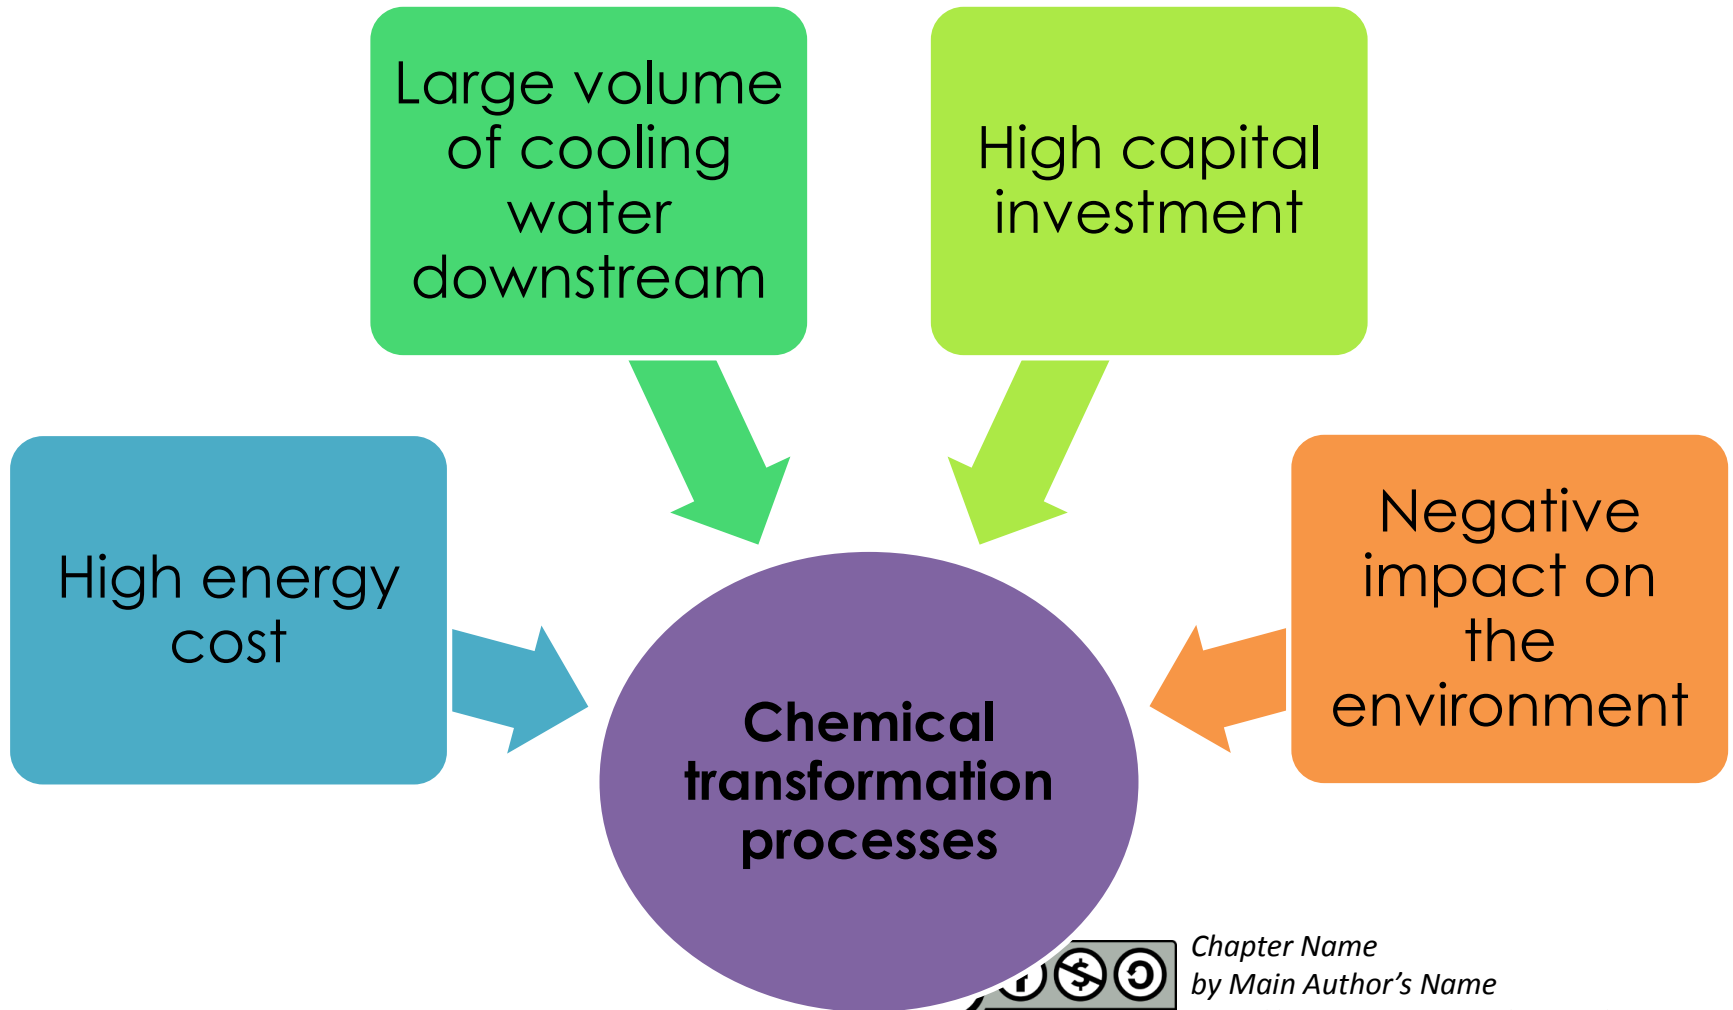 Large volume
of cooling
water
downstream
High capital
investment
High energy
cost
Negative
impact on
the
environment
Chemical
transformation
processes
Chapter Name
by Main Author’s Name